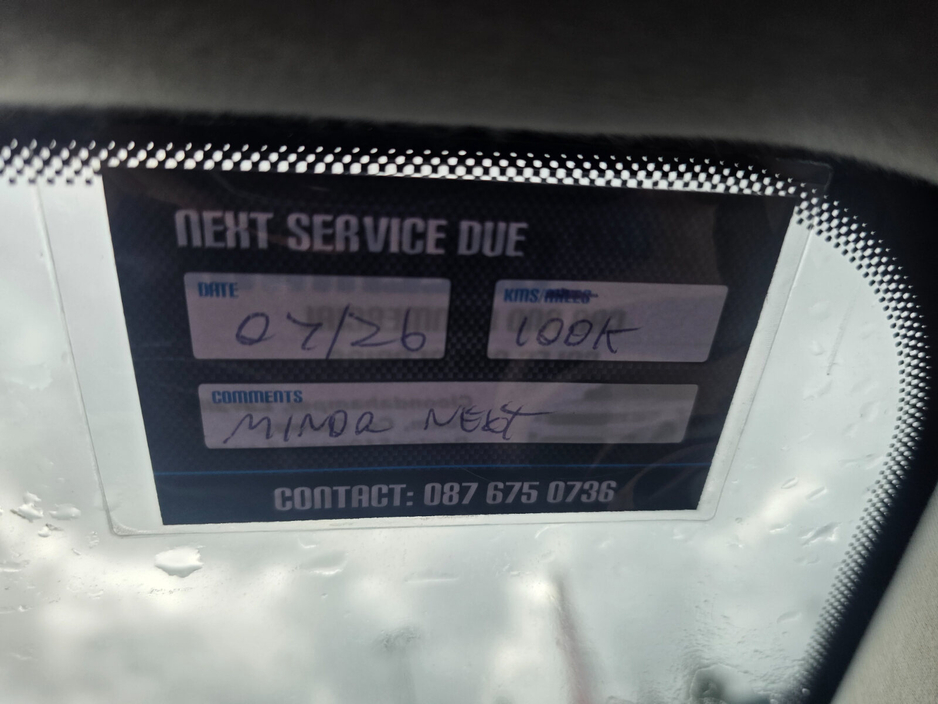 NEXT SERVICE DUE
DATE
07/26
KMS/MILES
100K
COMMENTS
MINOR NEXT
CONTACT: 087 675 0736